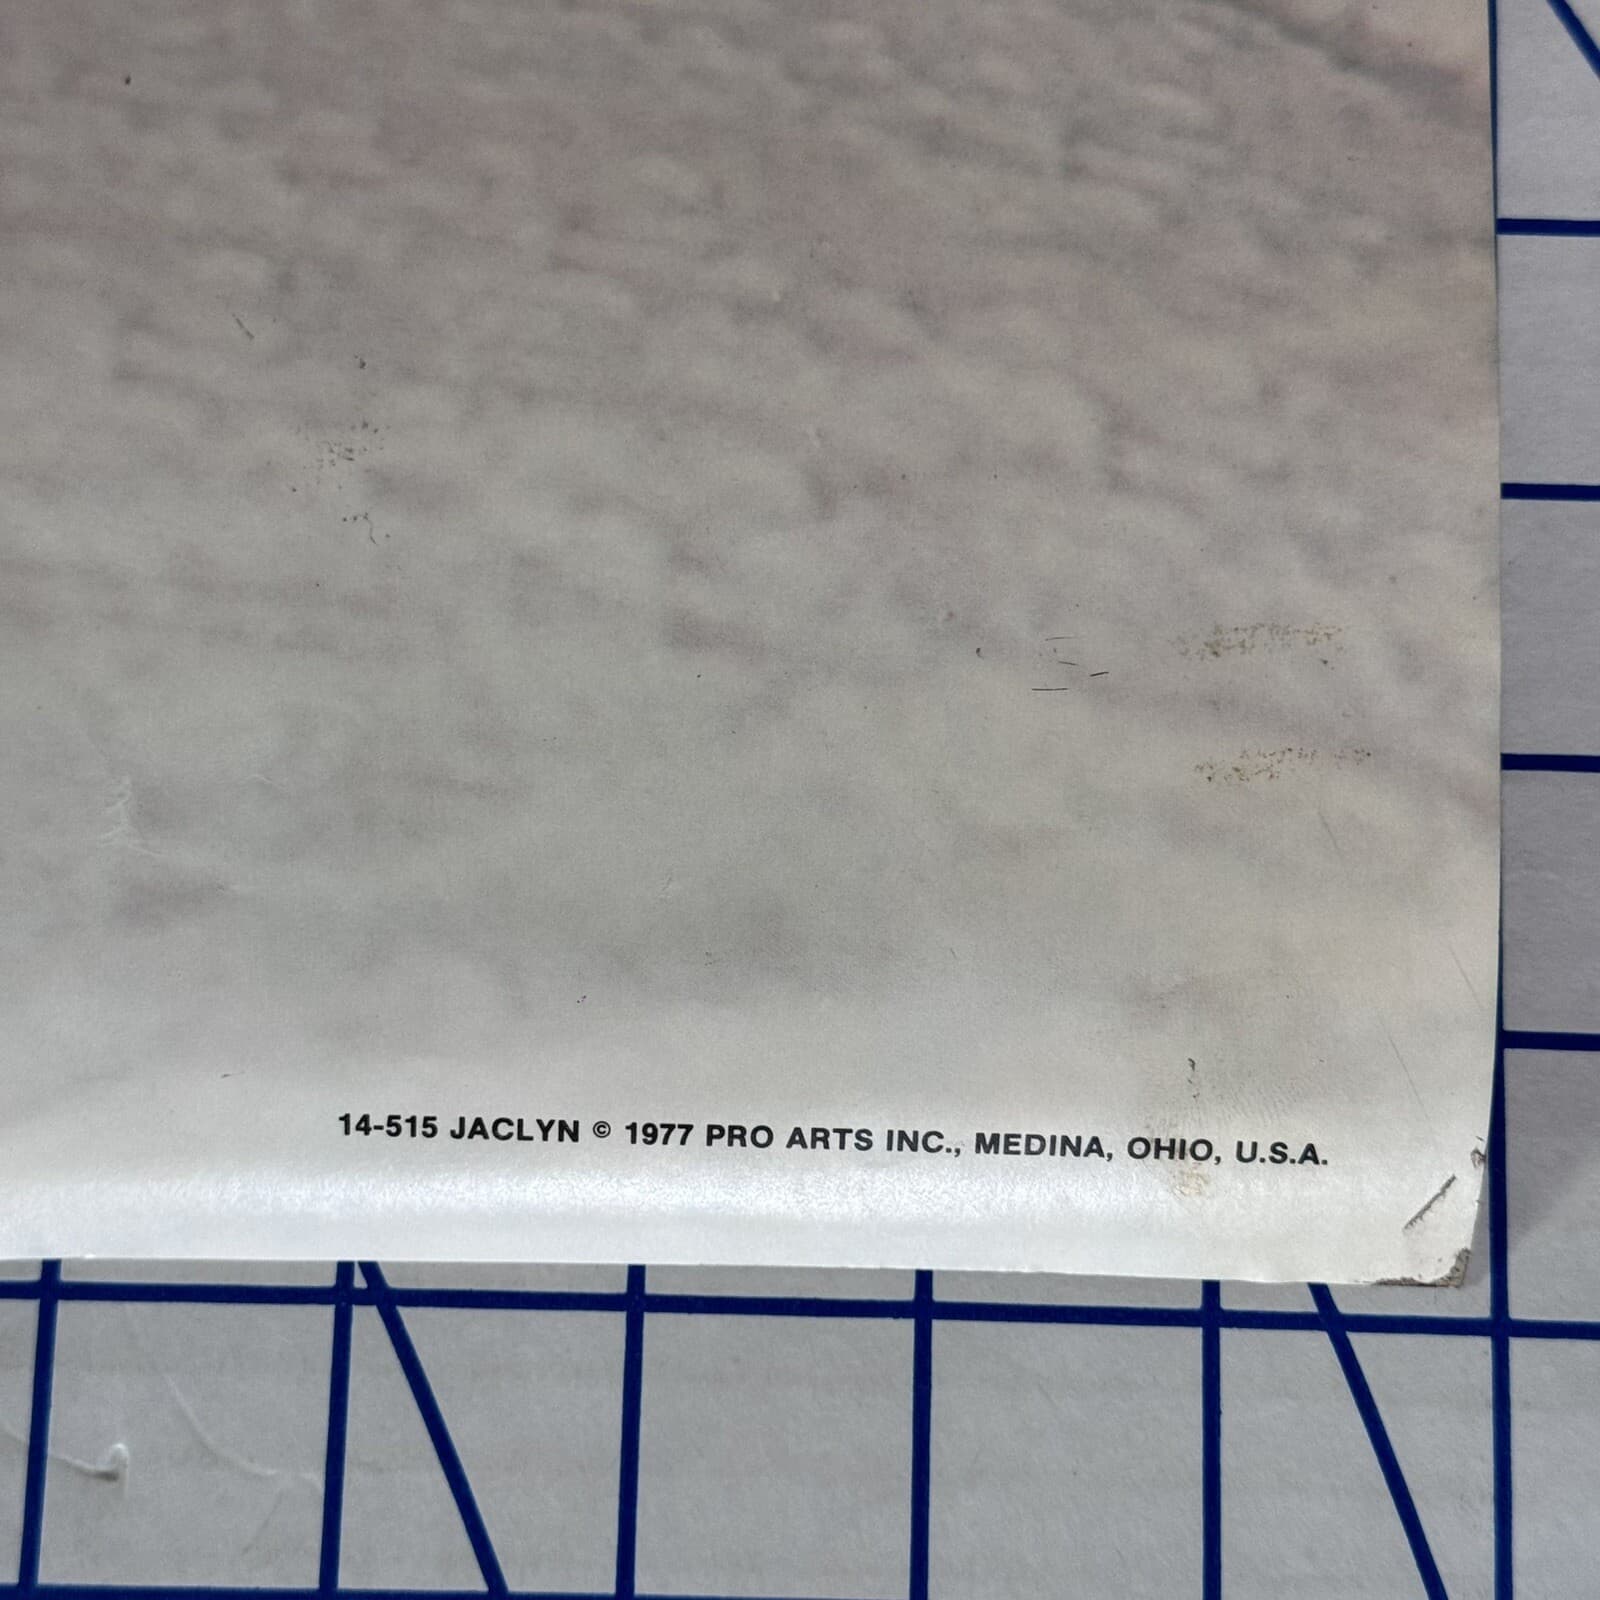 14-515 JACLYN © 1977 PRO ARTS INC., MEDINA, OHIO, U.S.A.